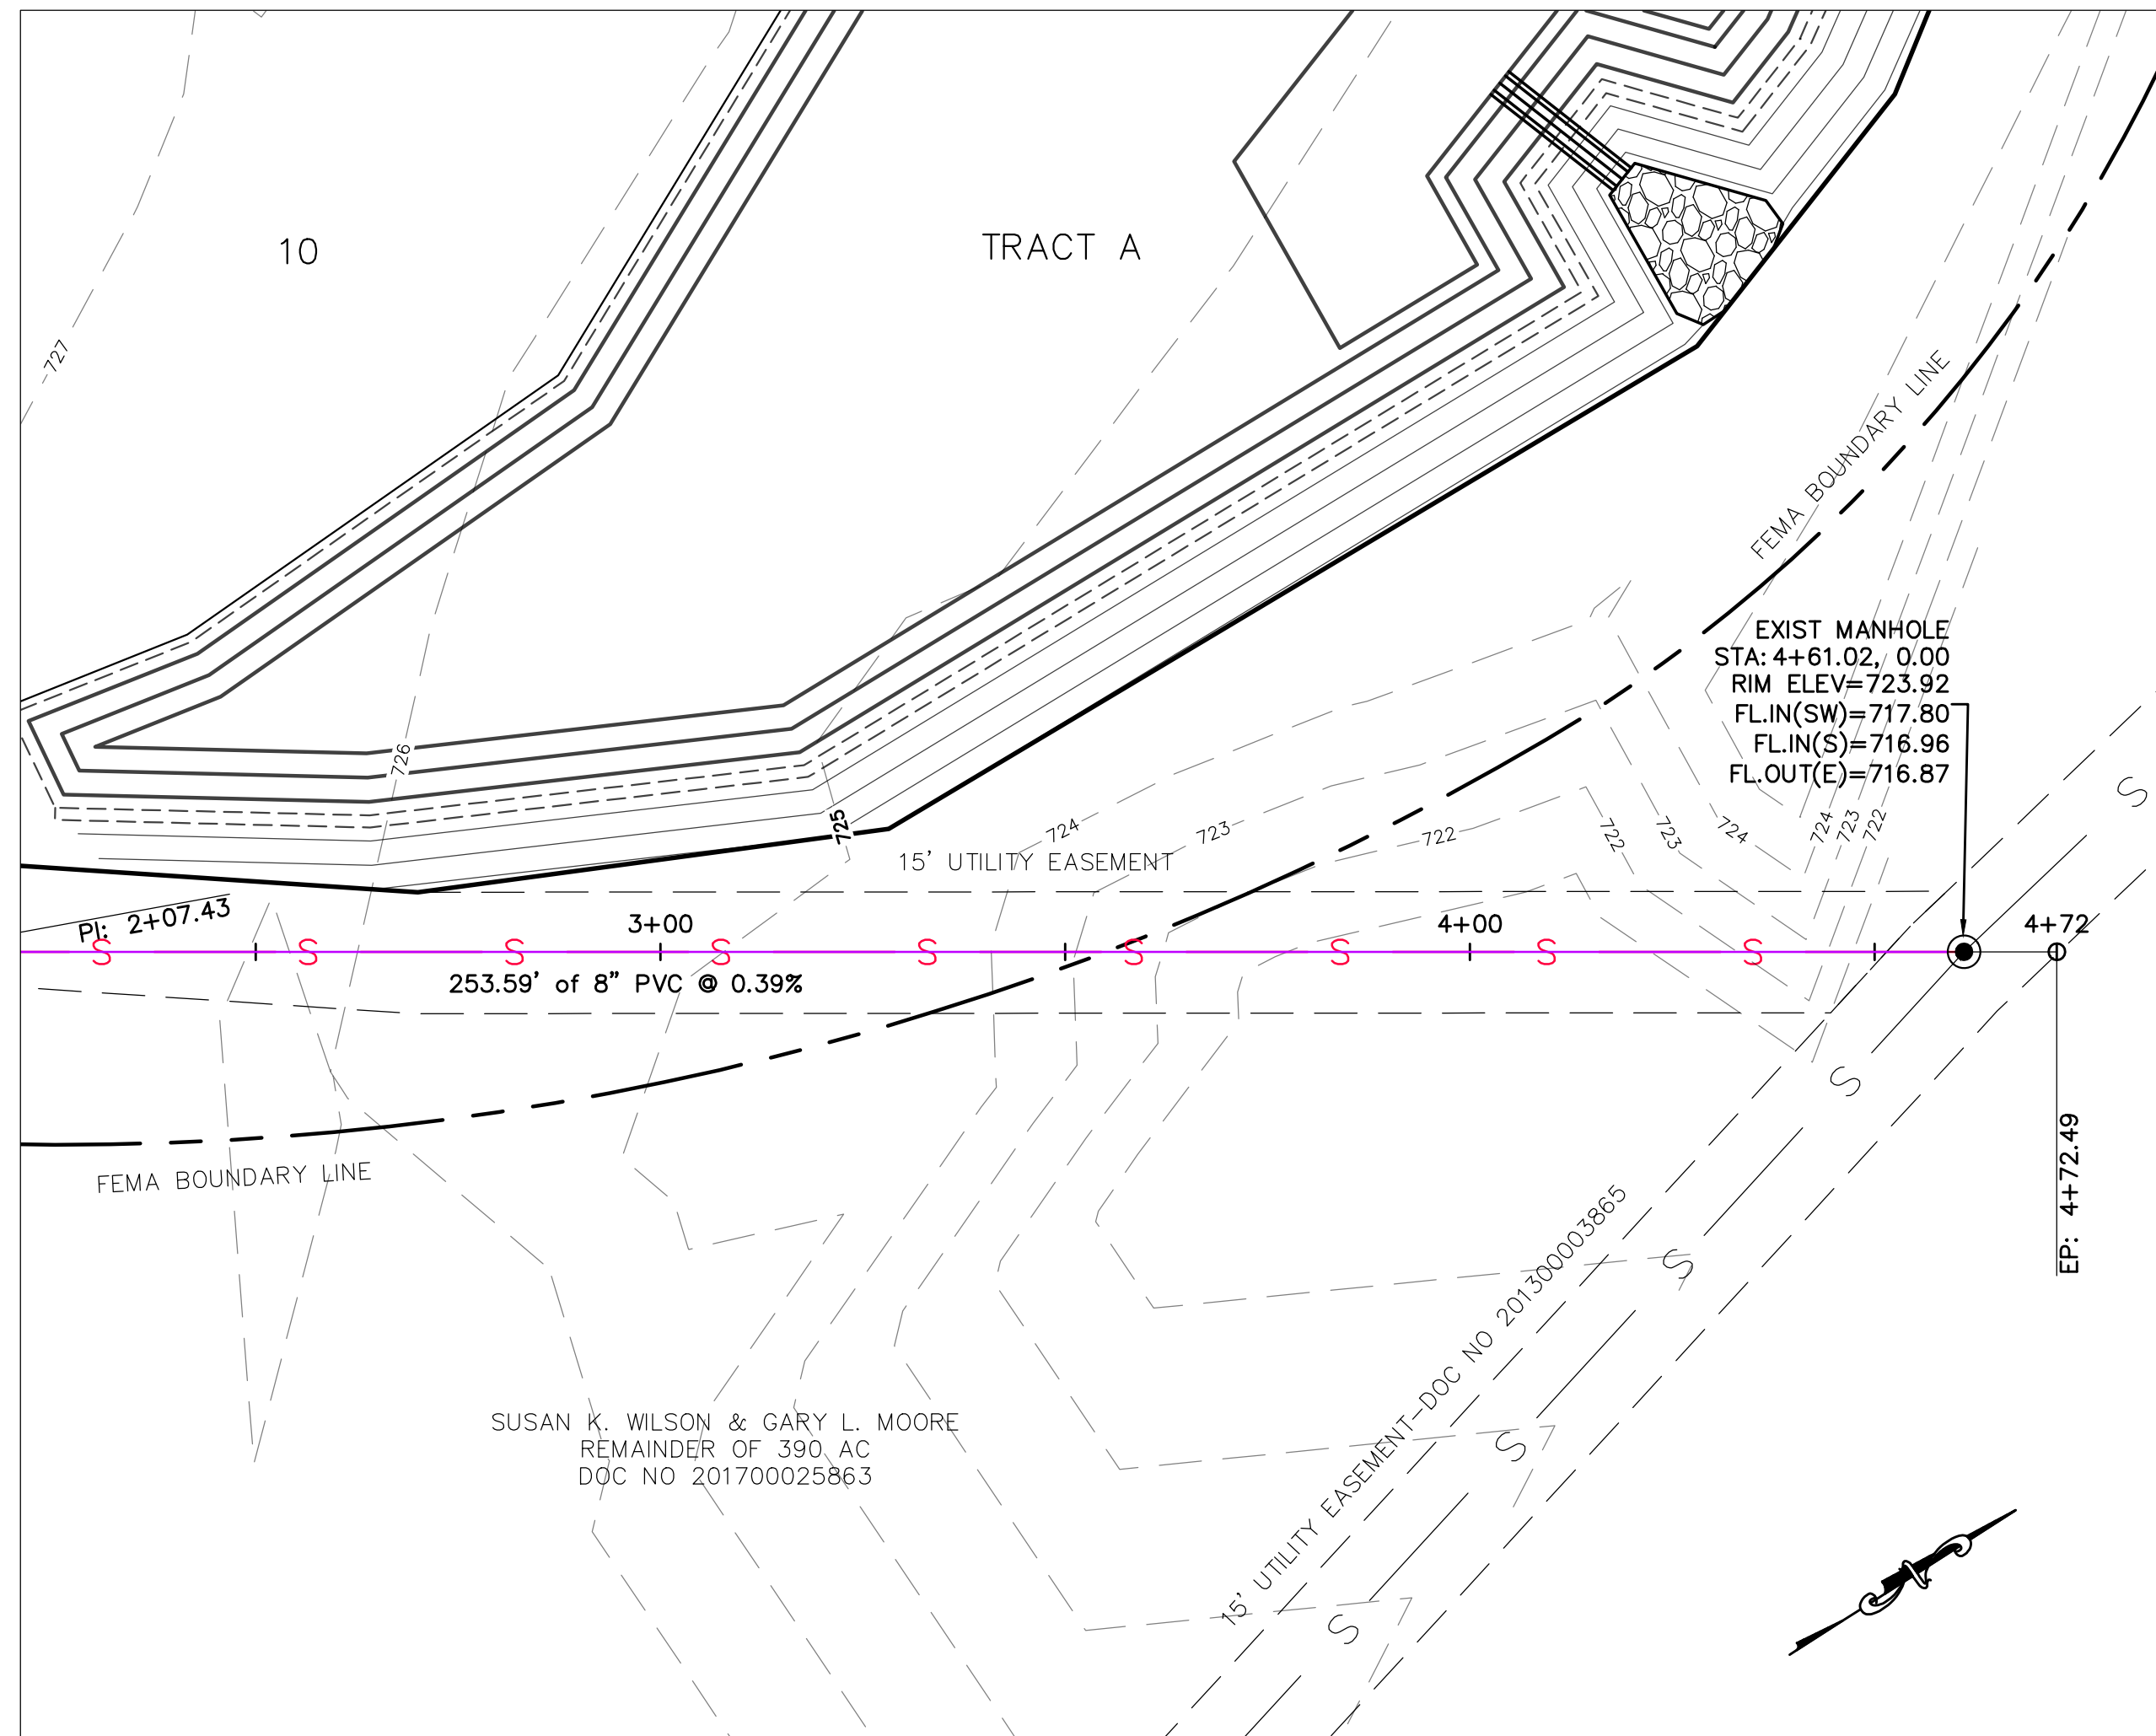 10
TRACT A
727
FEMA BOUNDARY LINE
EXIST MANHOLE
STA: 4+61.02, 0.00
RIM ELEV=723.92
FL.IN(SW)=717.80
FL.IN(S)=716.96
FL.OUT(E)=716.87
726
725
724
723
722
722
723
724
724
723
722
15' UTILITY EASEMENT
PI: 2+07.43
3+00
4+00
4+72
S S S S S S S S S
253.59' of 8" PVC @ 0.39%
EP: 4+72.49
FEMA BOUNDARY LINE
S
S
S
S
S
15' UTILITY EASEMENT-DOC NO 201300003865
SUSAN K. WILSON & GARY L. MOORE
REMAINDER OF 390 AC
DOC NO 201700025863
N